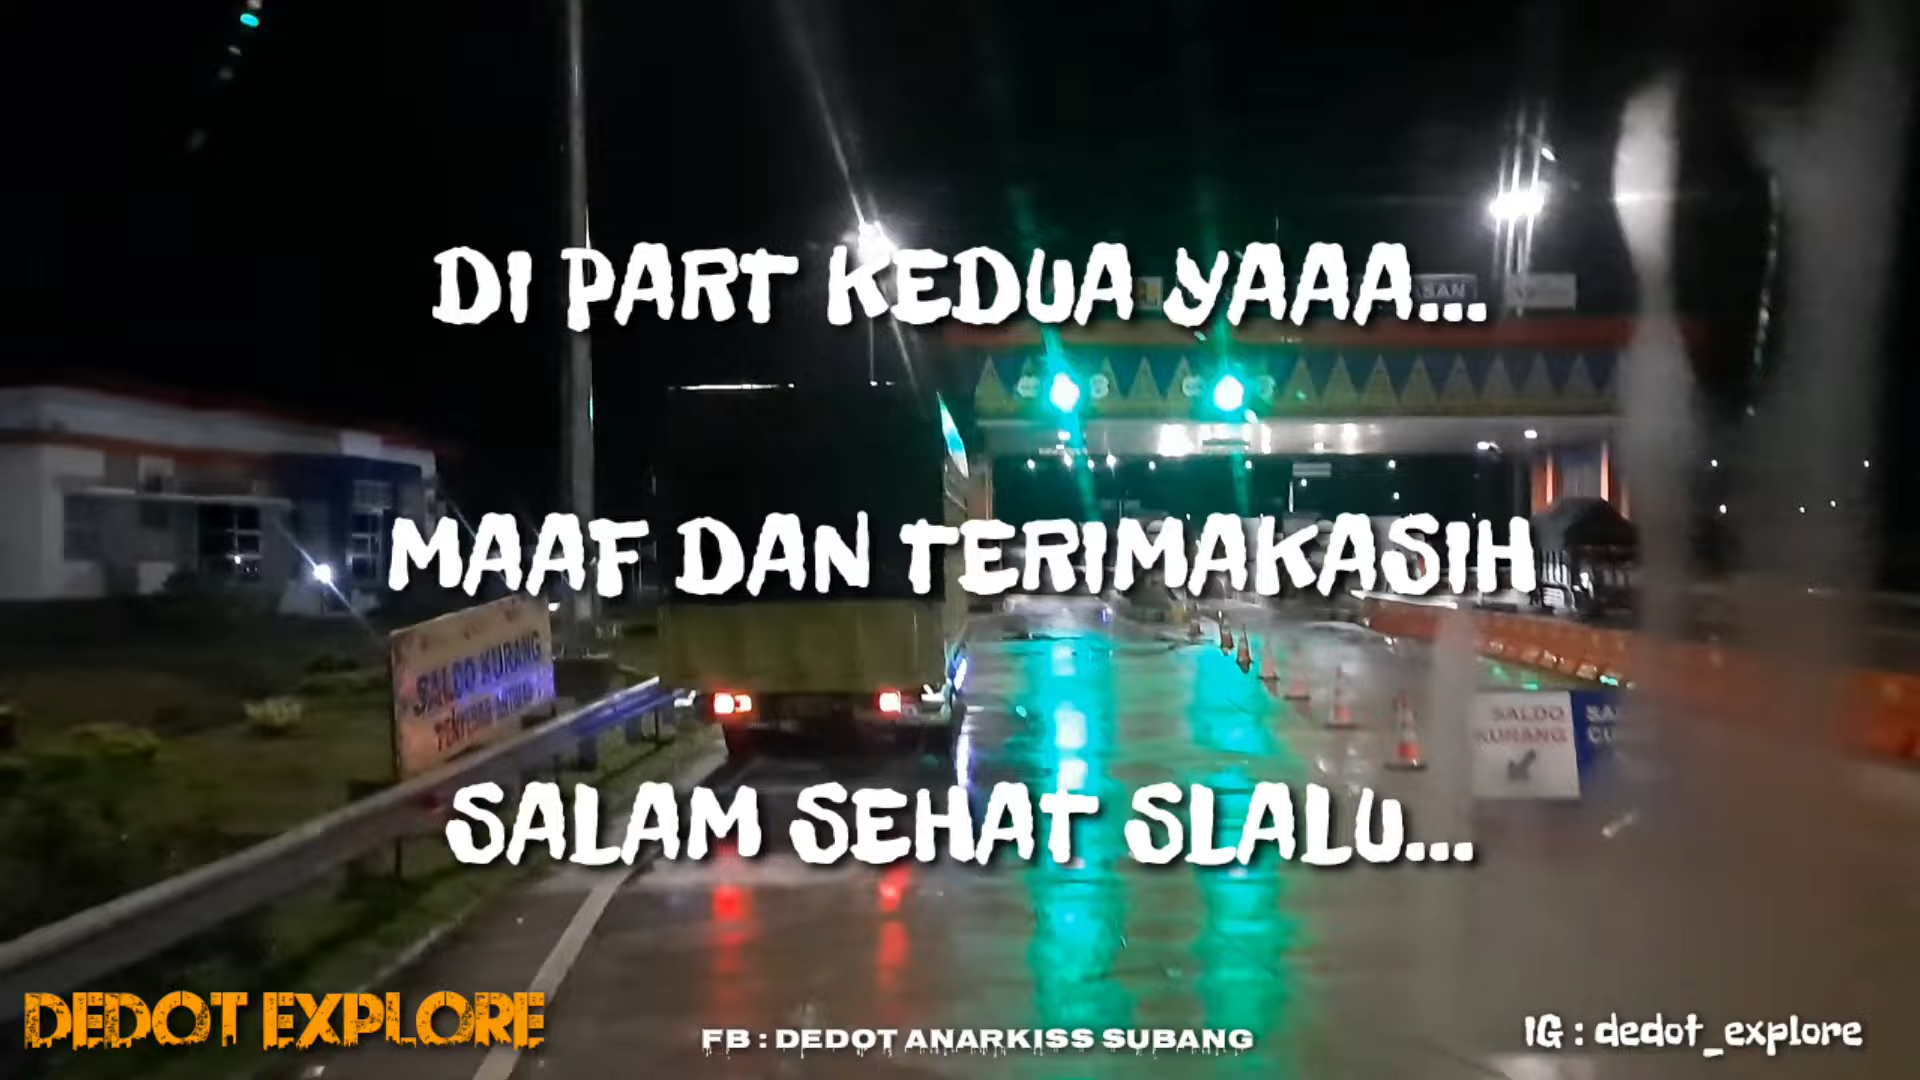 DI PART KEDUA YAAA...
MAAF DAN TERIMAKASIH
SALDO KURANG
SALDO
KURANG
SALAM SEHAT SLALU...
DEDOT EXPLORE
FB : DEDOT ANARKISS SUBANG
IG : dedot_explore